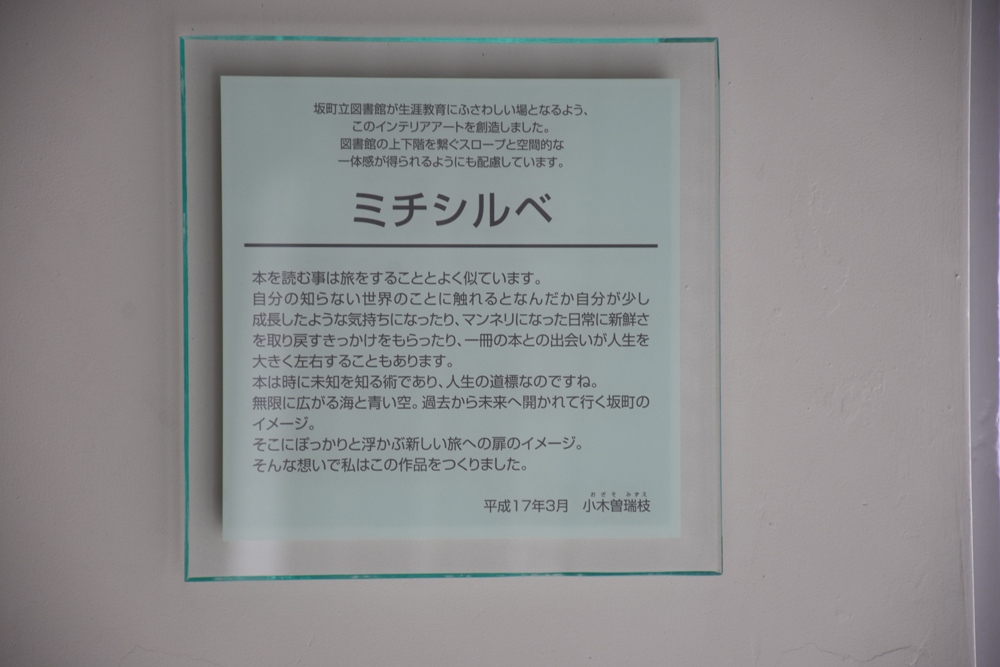 坂町立図書館が生涯教育にふさわしい場となるよう、
このインテリアアートを創造しました。
図書館の上下階を繋ぐスロープと空間的な
一体感が得られるようにも配慮しています。
ミチシルベ
本を読む事は旅をすることとよく似ています。
自分の知らない世界のことに触れるとなんだか自分が少し
成長したような気持ちになったり、マンネリになった日常に新鮮さ
を取り戻すきっかけをもらったり、一冊の本との出会いが人生を
大きく左右することもあります。
本は時に未知を知る術であり、人生の道標なのですね。
無限に広がる海と青い空。過去から未来へ開かれて行く坂町の
イメージ。
そこにぽっかりと浮かぶ新しい旅への扉のイメージ。
そんな想いで私はこの作品をつくりました。
おぎそ みずえ
平成17年3月 小木曽瑞枝